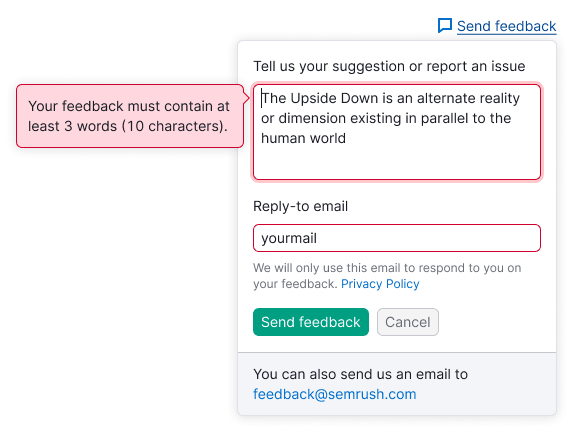 Send feedback
Tell us your suggestion or report an issue
Your feedback must contain at
least 3 words (10 characters).
The Upside Down is an alternate reality
or dimension existing in parallel to the
human world
Reply-to email
yourmail
We will only use this email to respond to you on
your feedback. Privacy Policy
Send feedback
Cancel
You can also send us an email to
feedback@semrush.com